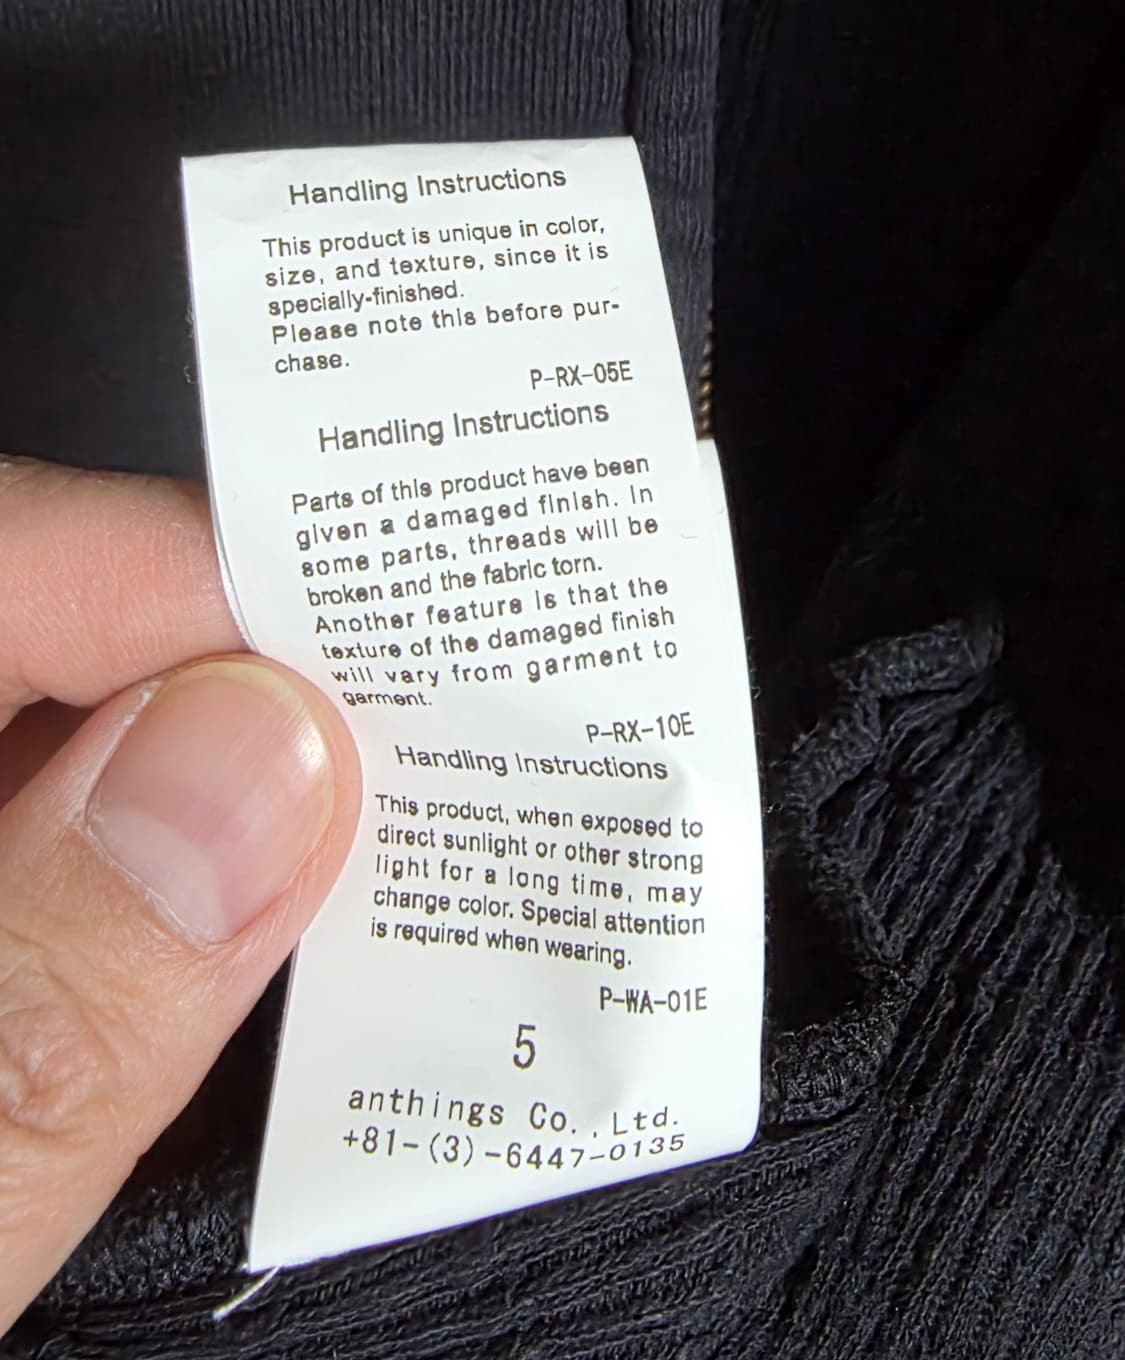 Handling Instructions
This product is unique in color,
size, and texture, since it is
specially-finished.
Please note this before pur-
chase.
P-RX-05E
Handling Instructions
Parts of this product have been
given a damaged finish. In
some parts, threads will be
broken and the fabric torn.
Another feature is that the
texture of the damaged finish
will vary from garment to
garment.
P-RX-10E
Handling Instructions
This product, when exposed to
direct sunlight or other strong
light for a long time, may
change color. Special attention
is required when wearing.
P-WA-01E
5
anthings Co., Ltd.
+81-(3)-6447-0135